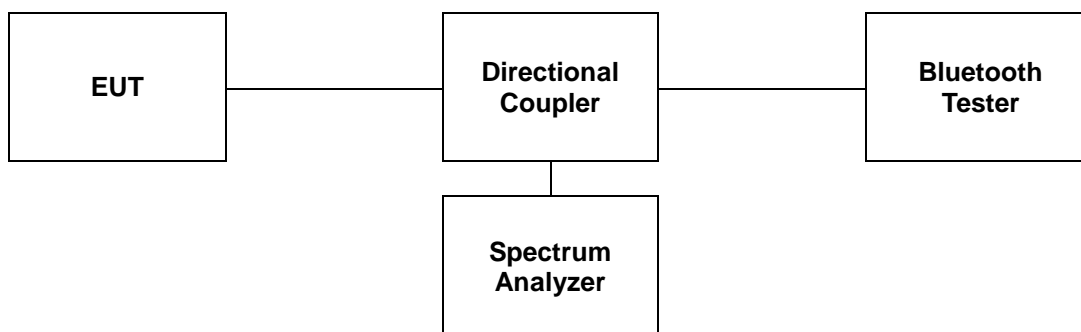 EUT
Directional
Coupler
Bluetooth
Tester
Spectrum
Analyzer